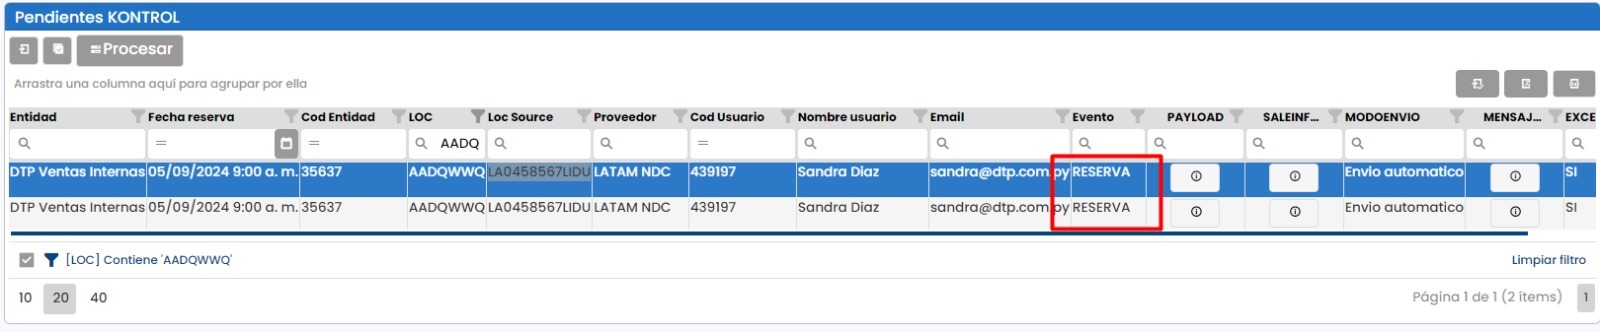 Pendientes KONTROL
Procesar
Arrastra una columna aquí para agrupar por ella
Entidad Fecha reserva Cod Entidad LOC Loc Source Proveedor Cod Usuario Nombre usuario Email Evento PAYLOAD SALEINF... MODOENVIO MENSAJ... EXCE
= = AADQ =
DTP Ventas Internas 05/09/2024 9:00 a. m. 35637 AADQWWQ LA0458567LIDU LATAM NDC 439197 Sandra Diaz sandra@dtp.com.py RESERVA Envio automatico SI
DTP Ventas Internas 05/09/2024 9:00 a. m. 35637 AADQWWQ LA0458567LIDU LATAM NDC 439197 Sandra Diaz sandra@dtp.com.py RESERVA Envio automatico SI
[LOC] Contiene 'AADQWWQ' Limpiar filtro
10 20 40 Página 1 de 1 (2 ítems) 1